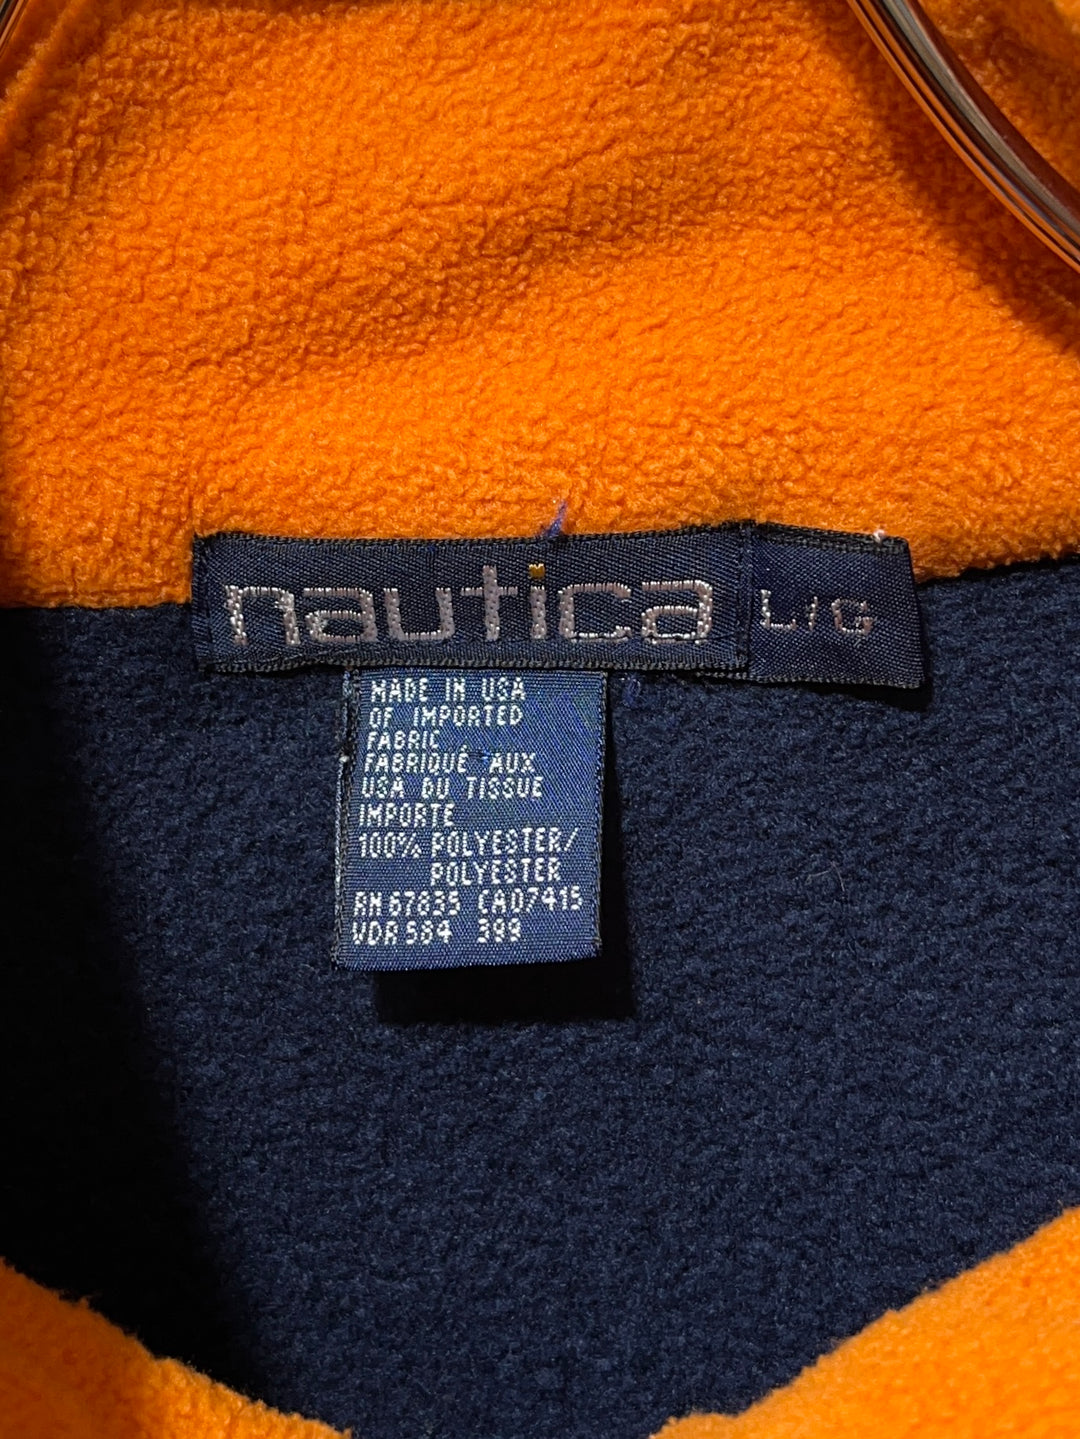 nautica L/G
MADE IN USA
OF IMPORTED
FABRIC
FABRIQUÉ AUX
USA DU TISSUE
IMPORTE
100% POLYESTER/
POLYESTER
RN 67835 CA07415
VDR 584 399